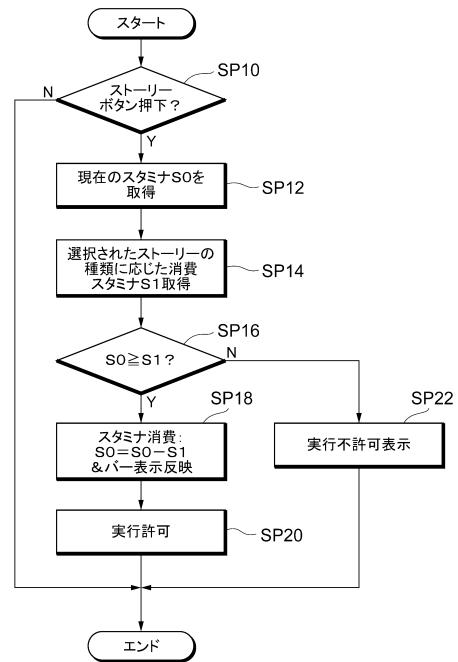 スタート
SP10
N
ストーリー
ボタン押下？
Y
現在のスタミナS0を
取得
SP12
選択されたストーリーの
種類に応じた消費
スタミナS1取得
SP14
SP16
S0≧S1？
N
Y
SP18
スタミナ消費：
S0=S0−S1
&バー表示反映
SP22
実行不許可表示
実行許可
SP20
エンド